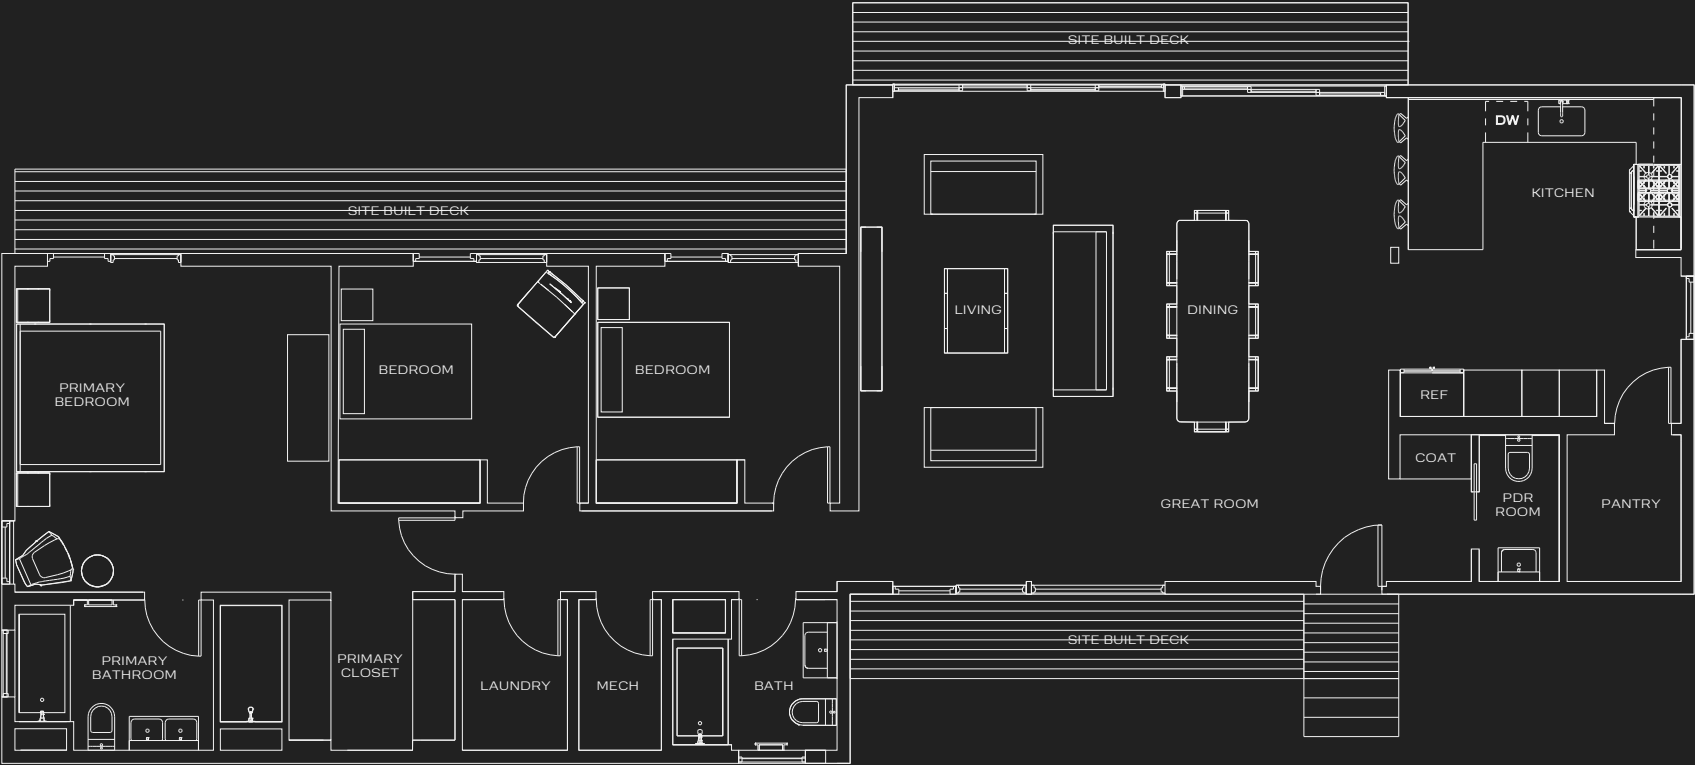 SITE BUILT DECK
DW
KITCHEN
SITE BUILT DECK
LIVING
DINING
PRIMARY
BEDROOM
BEDROOM
BEDROOM
REF
COAT
GREAT ROOM
PDR
ROOM
PANTRY
SITE BUILT DECK
PRIMARY
BATHROOM
PRIMARY
CLOSET
LAUNDRY
MECH
BATH